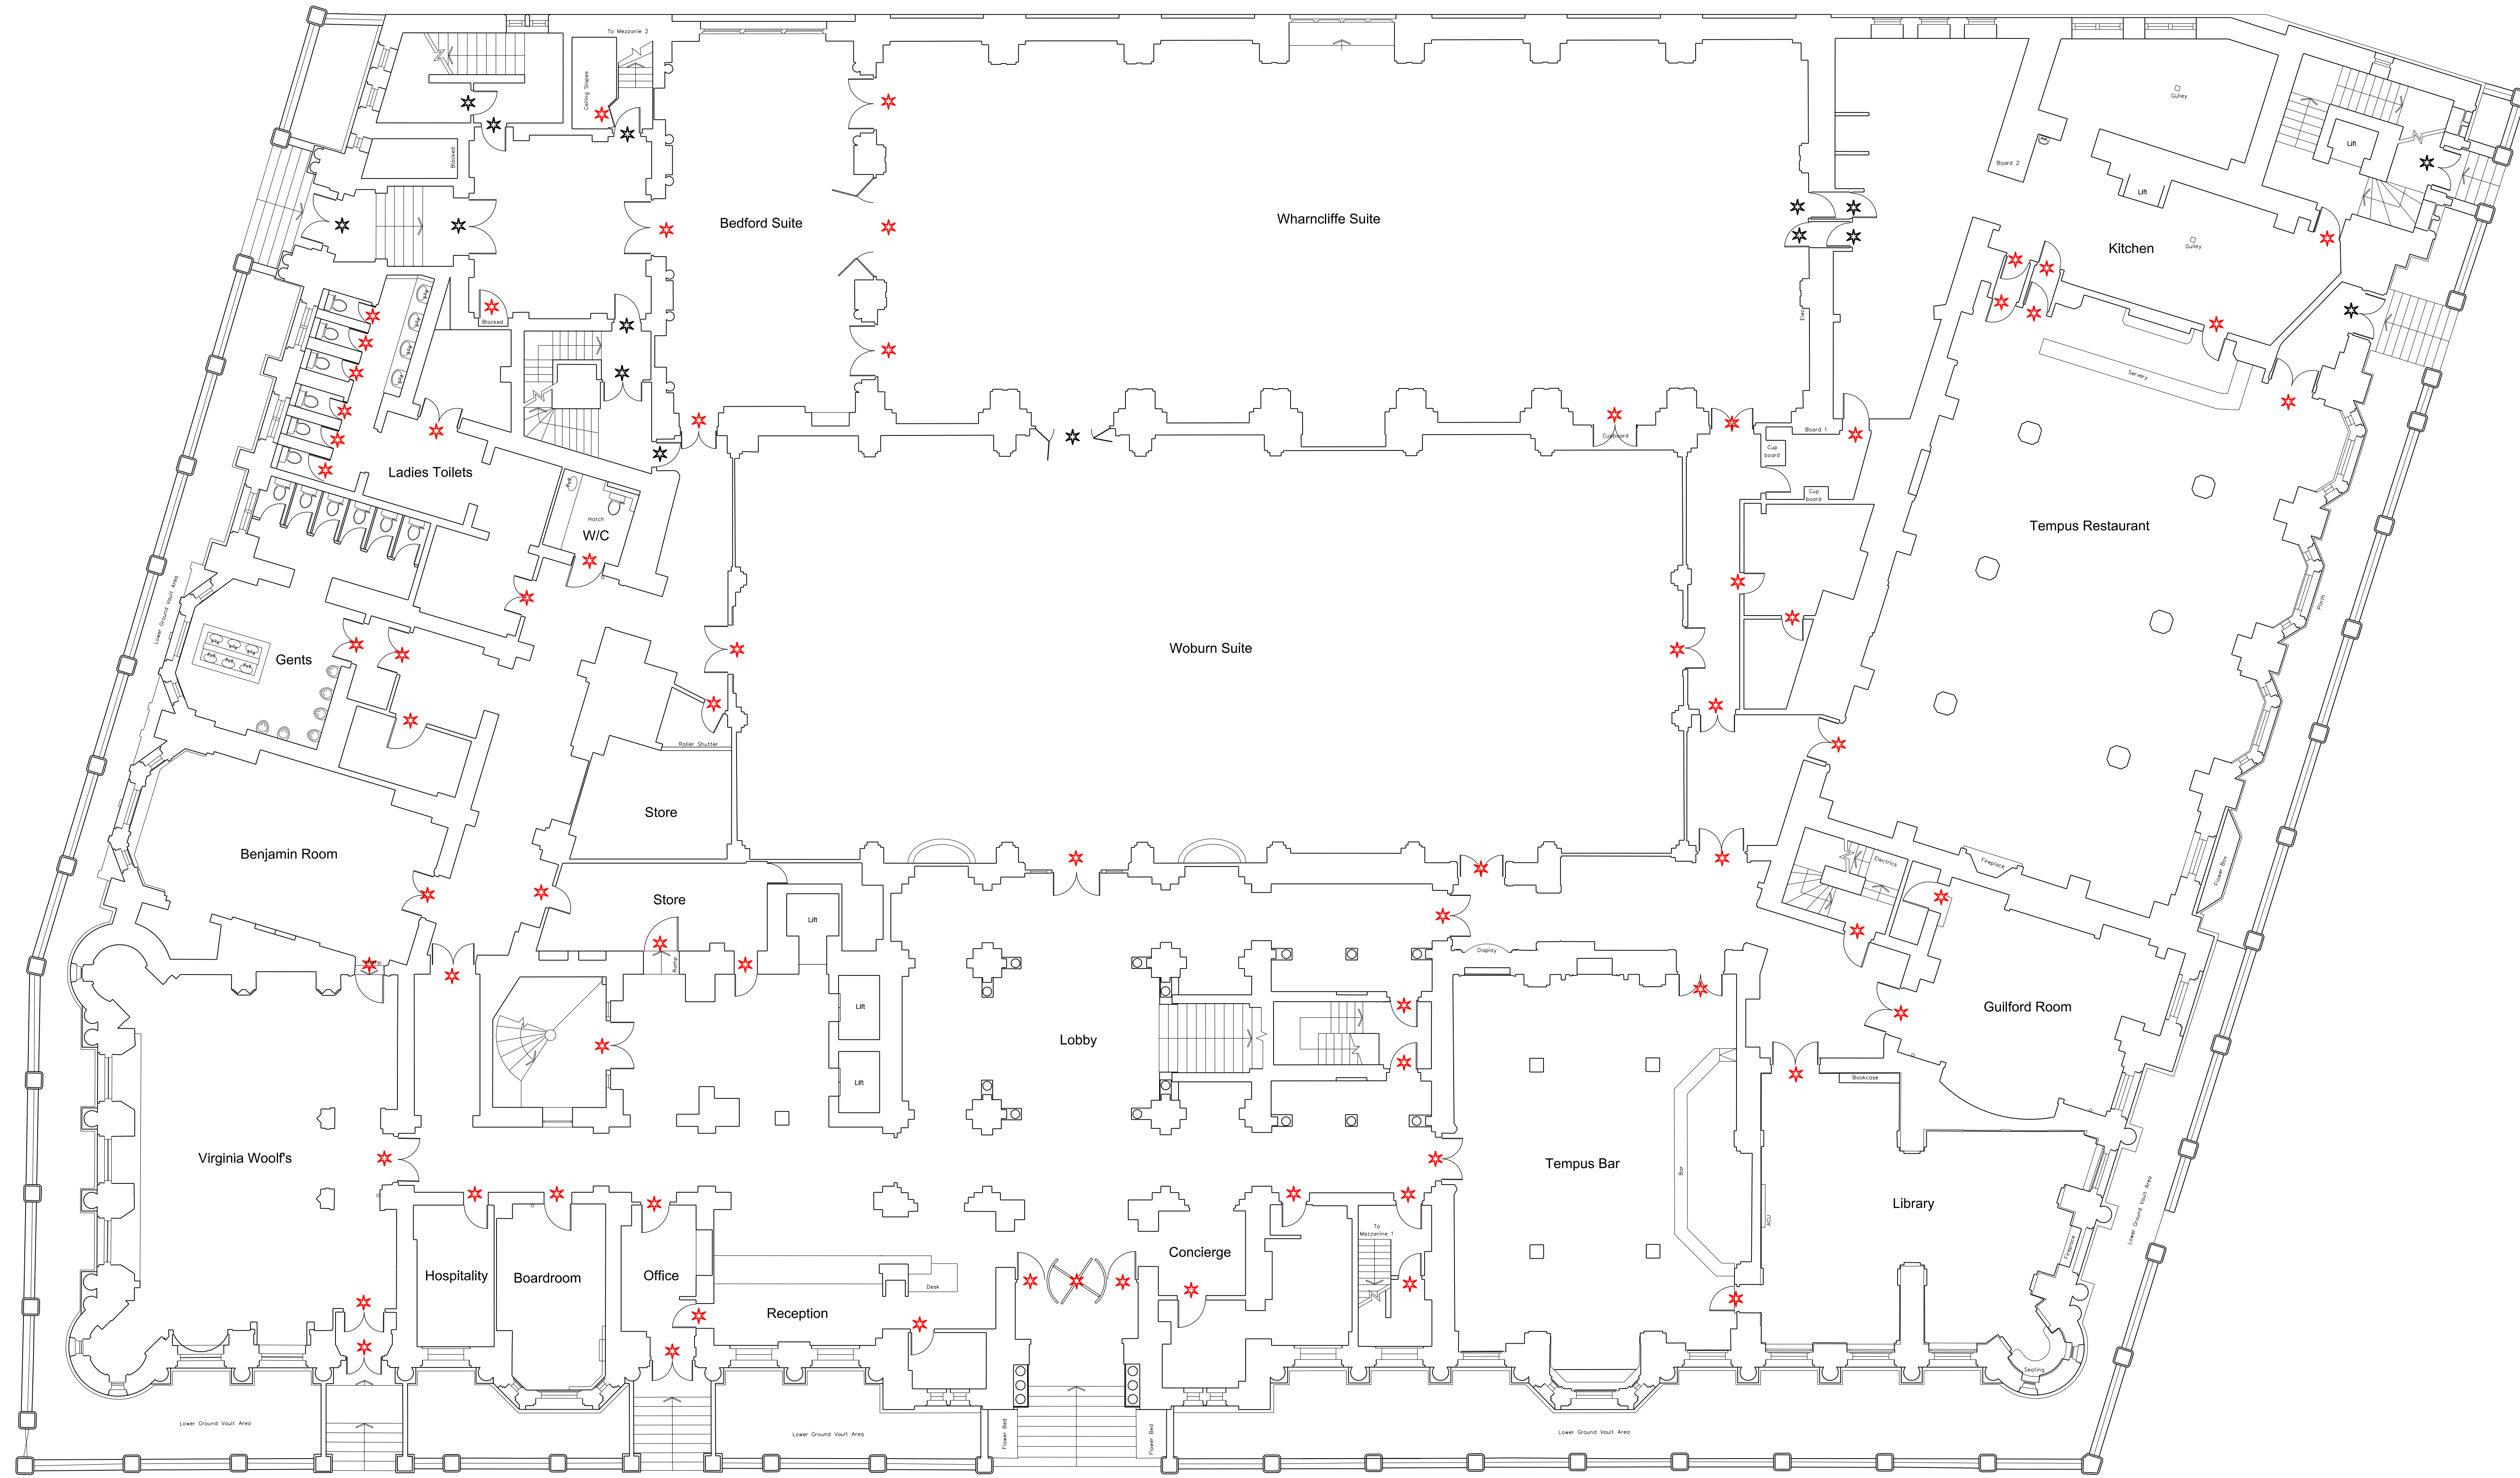 To Mezzanie 2
Ceiling Slopes
Blocked
Gulley
Lift
Board 2
Lift
Bedford Suite
Wharncliffe Suite
Kitchen
Gulley
Blocked
Elec
Servery
Cupboard
Board 1
Cup
board
Ladies Toilets
Cup
board
Hatch
W/C
Tempus Restaurant
Lower Ground Vault Area
Plinth
Gents
Woburn Suite
Roller Shutter
Store
Benjamin Room
Electrics
Fireplace
Flower Box
Store
Lift
Display
Ramp
Ramp
Lift
Lobby
Guilford Room
Lift
Bookcase
Virginia Woolf's
Tempus Bar
Bar
Library
ACU
Lower Ground Vault Area
To
Mezzanine 1
Concierge
Fireplace
Hospitality
Boardroom
Office
Desk
Reception
Seating
Lower Ground Vault Area
Lower Ground Vault Area
Flower Bed
Flower Bed
Lower Ground Vault Area